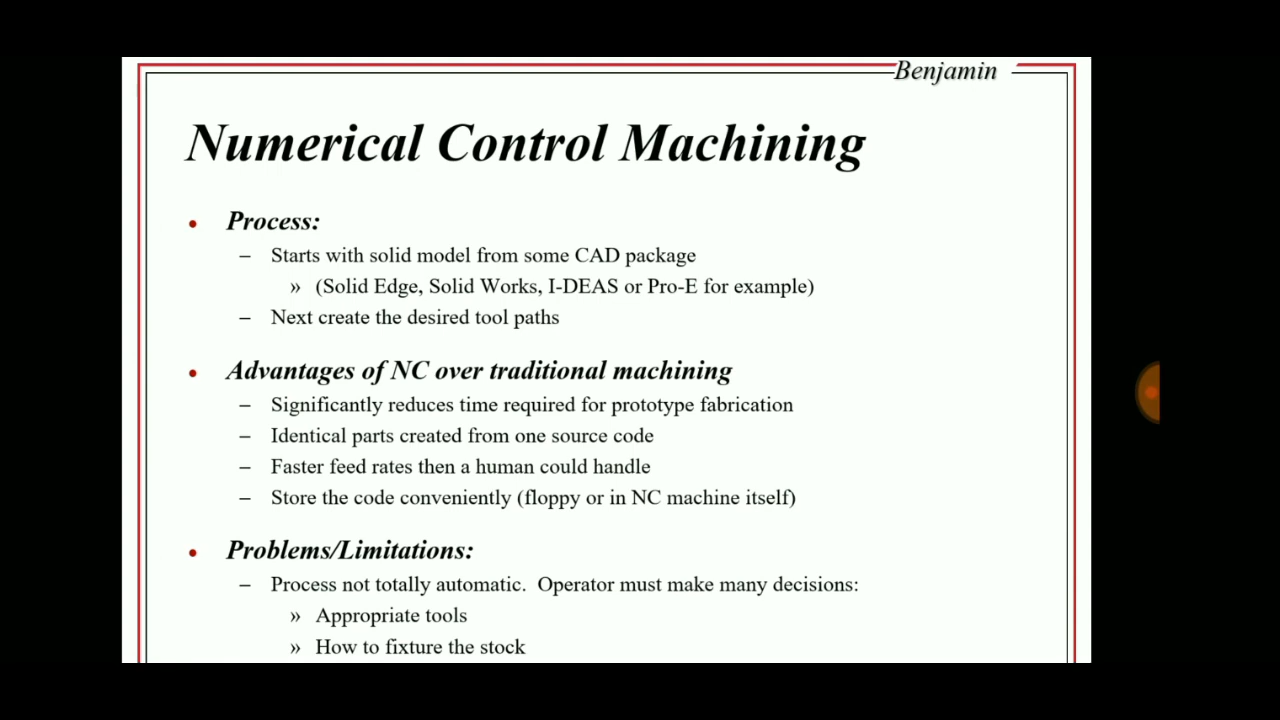 Benjamin
Numerical Control Machining
• Process:
– Starts with solid model from some CAD package
» (Solid Edge, Solid Works, I-DEAS or Pro-E for example)
– Next create the desired tool paths
• Advantages of NC over traditional machining
– Significantly reduces time required for prototype fabrication
– Identical parts created from one source code
– Faster feed rates then a human could handle
– Store the code conveniently (floppy or in NC machine itself)
• Problems/Limitations:
– Process not totally automatic.  Operator must make many decisions:
» Appropriate tools
» How to fixture the stock